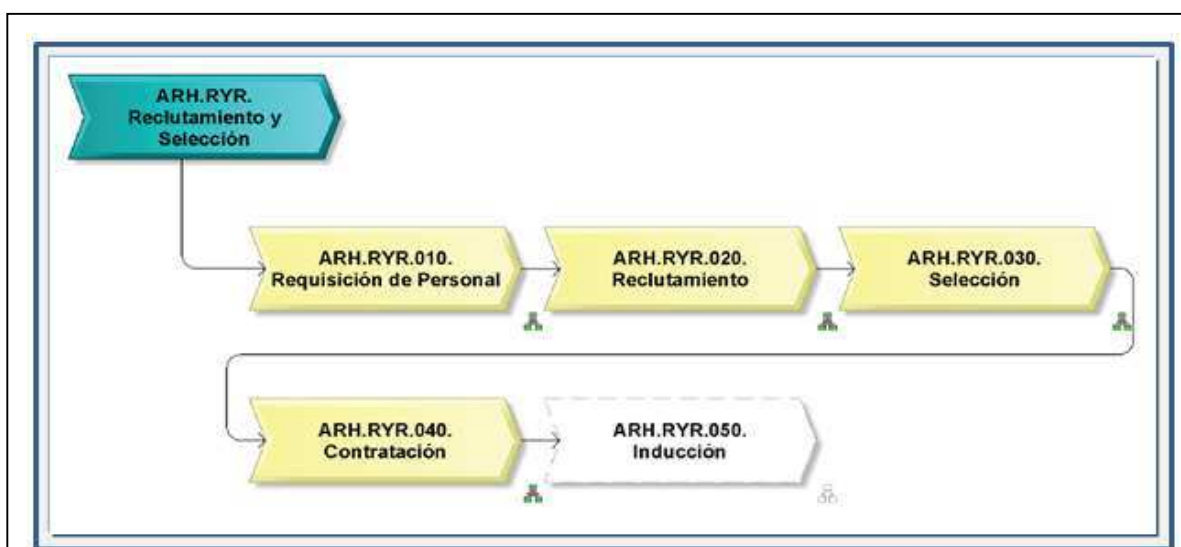 ARH.RYR.
Reclutamiento y
Selección
ARH.RYR.010.
Requisición de Personal
ARH.RYR.020.
Reclutamiento
ARH.RYR.030.
Selección
ARH.RYR.040.
Contratación
ARH.RYR.050.
Inducción